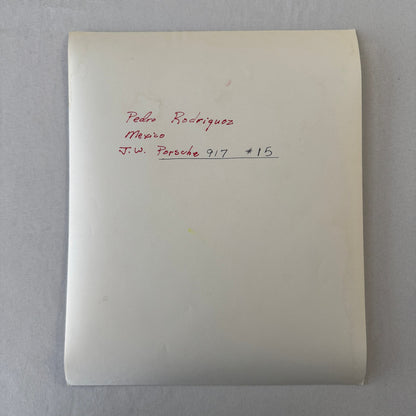 Pedro Rodriguez
Mexico
J.W. Porsche 917 #15